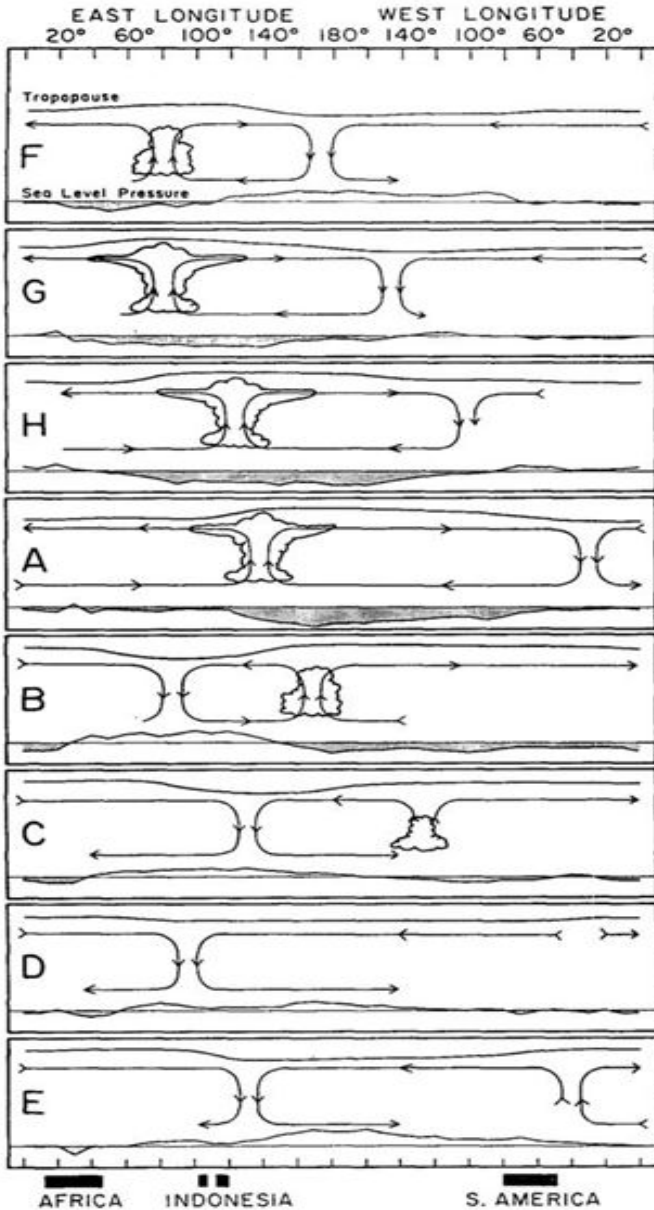 EAST LONGITUDE WEST LONGITUDE
20° 60° 100° 140° 180° 140° 100° 60° 20°
Tropopause
F
Sea Level Pressure
G
H
A
B
C
D
E
AFRICA INDONESIA S. AMERICA